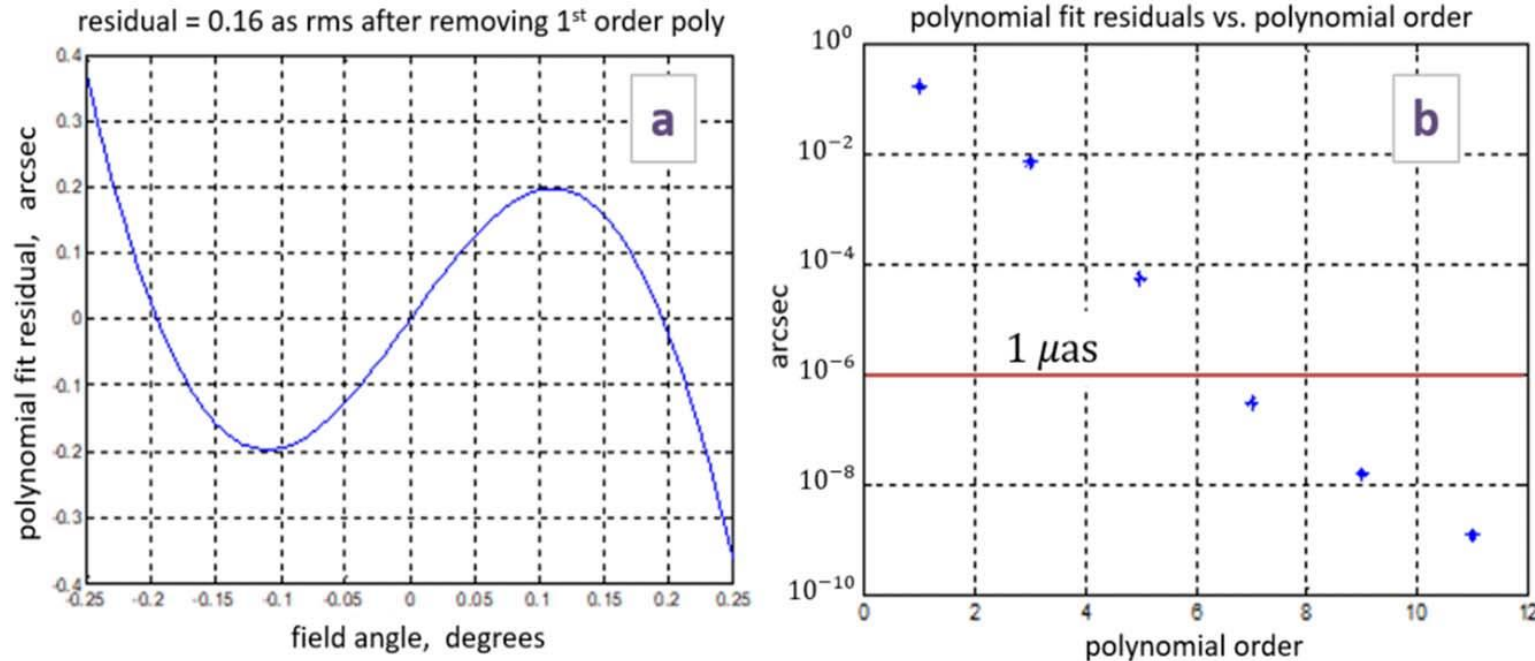 residual = 0.16 as rms after removing 1st order poly
a
polynomial fit residual, arcsec
0.4
0.3
0.2
0.1
0
-0.1
-0.2
-0.3
-0.4
-0.25 -0.2 -0.15 -0.1 -0.05 0 0.05 0.1 0.15 0.2 0.25
field angle, degrees
polynomial fit residuals vs. polynomial order
b
arcsec
10⁰
10⁻²
10⁻⁴
1 μas
10⁻⁶
10⁻⁸
10⁻¹⁰
0 2 4 6 8 10 12
polynomial order